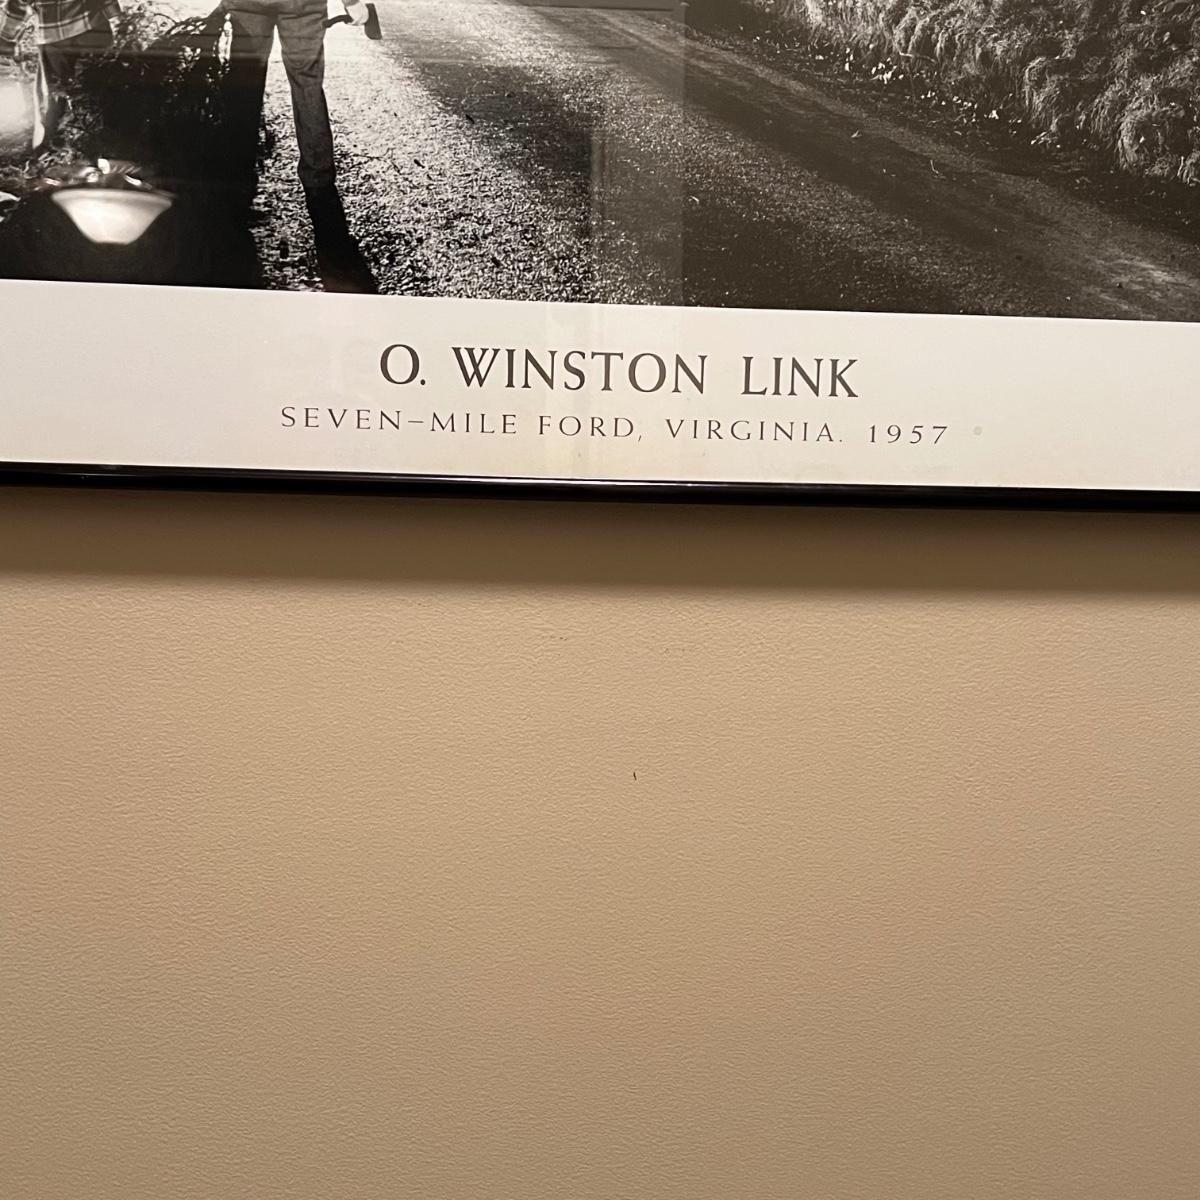 O. WINSTON LINK
SEVEN-MILE FORD, VIRGINIA. 1957